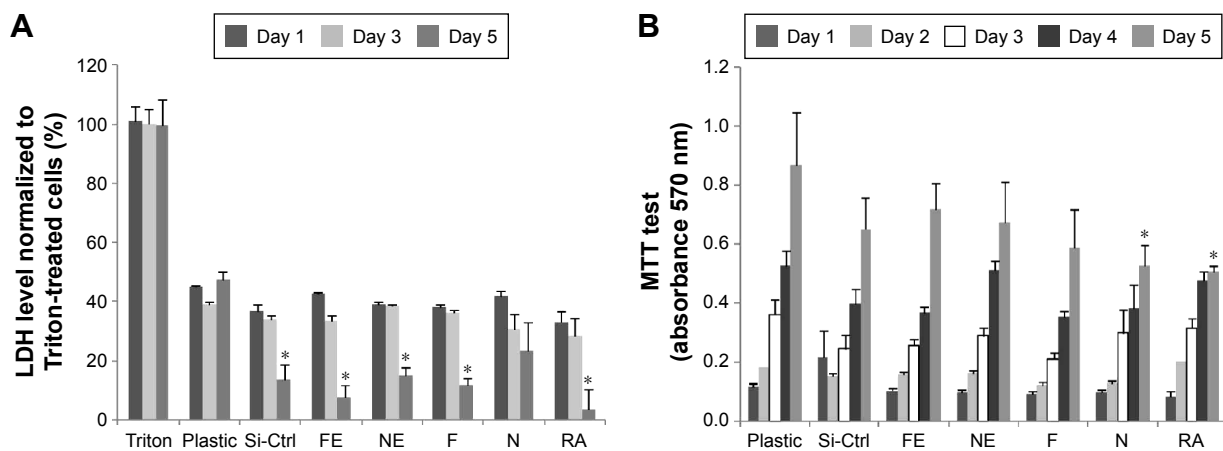 A
Day 1 Day 3 Day 5
LDH level normalized to
Triton-treated cells (%)
120
100
80
60
40
20
0
* * * * *
Triton Plastic Si-Ctrl FE NE F N RA
B
Day 1 Day 2 Day 3 Day 4 Day 5
MTT test
(absorbance 570 nm)
1.2
1.0
0.8
0.6
0.4
0.2
0.0
* *
Plastic Si-Ctrl FE NE F N RA